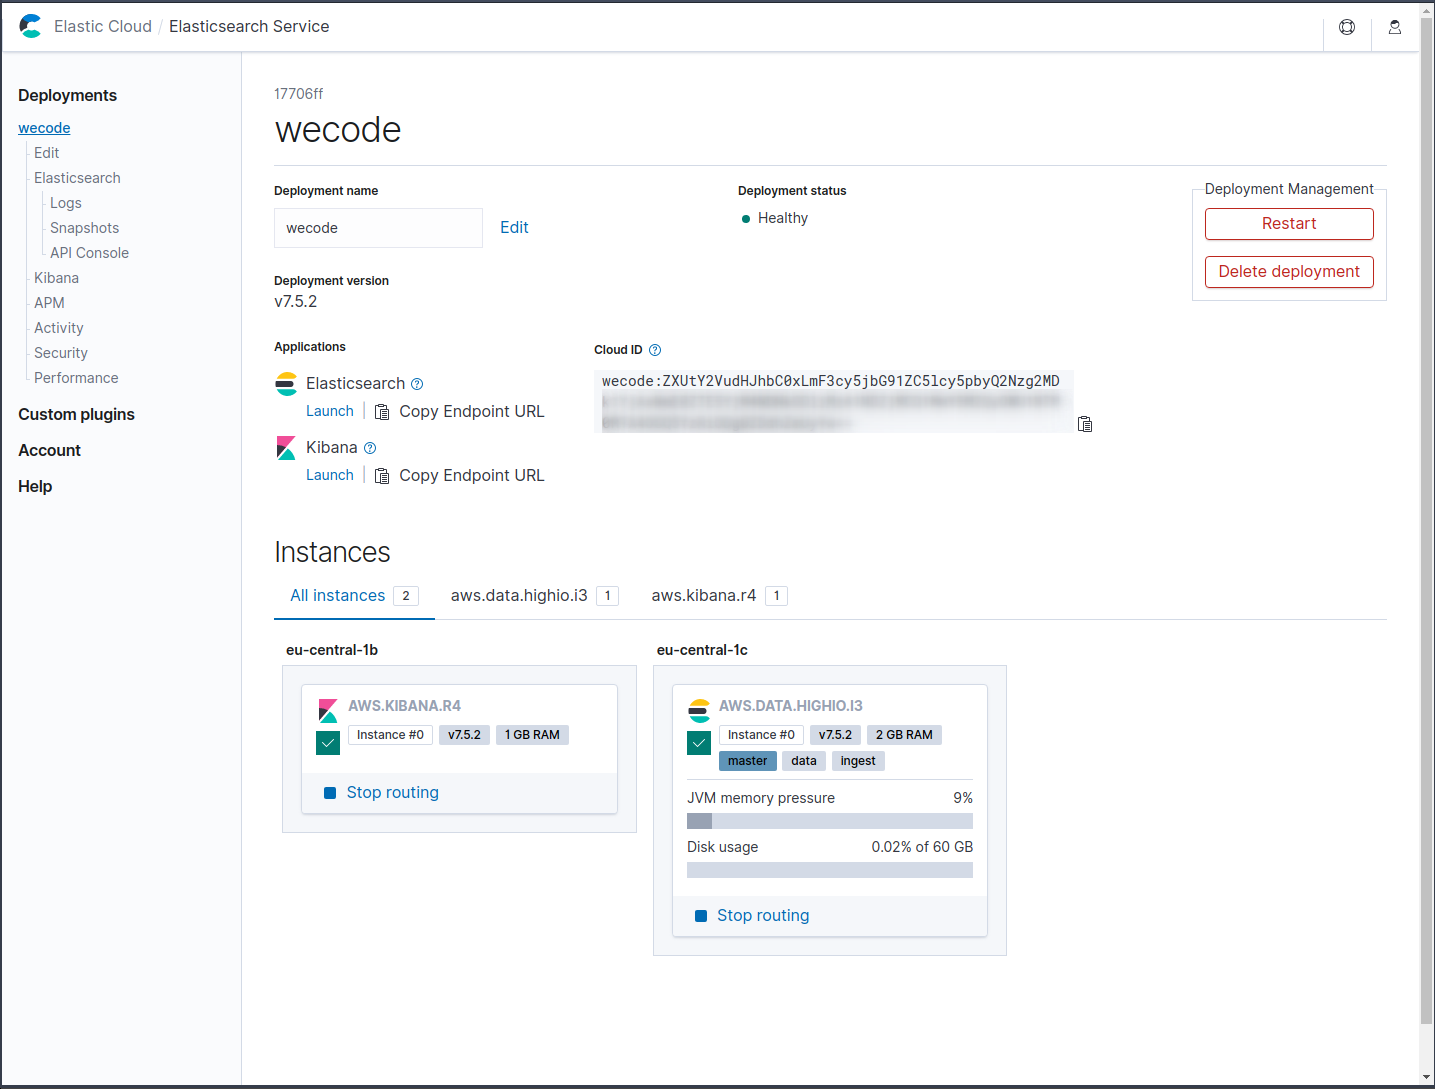 Elastic Cloud / Elasticsearch Service
Deployments
wecode
Edit
Elasticsearch
Logs
Snapshots
API Console
Kibana
APM
Activity
Security
Performance
Custom plugins
Account
Help
17706ff
wecode
Deployment name
wecode Edit
Deployment version
v7.5.2
Deployment status
Healthy
Deployment Management
Restart
Delete deployment
Applications
Elasticsearch
Launch Copy Endpoint URL
Kibana
Launch Copy Endpoint URL
Cloud ID
wecode:ZXUtY2VudHJhbC0xLmF3cy5jbG91ZC5lcy5pbyQ2Nzg2MD
Instances
All instances 2 aws.data.highio.i3 1 aws.kibana.r4 1
eu-central-1b
AWS.KIBANA.R4
Instance #0 v7.5.2 1 GB RAM
Stop routing
eu-central-1c
AWS.DATA.HIGHIO.I3
Instance #0 v7.5.2 2 GB RAM
master data ingest
JVM memory pressure 9%
Disk usage 0.02% of 60 GB
Stop routing